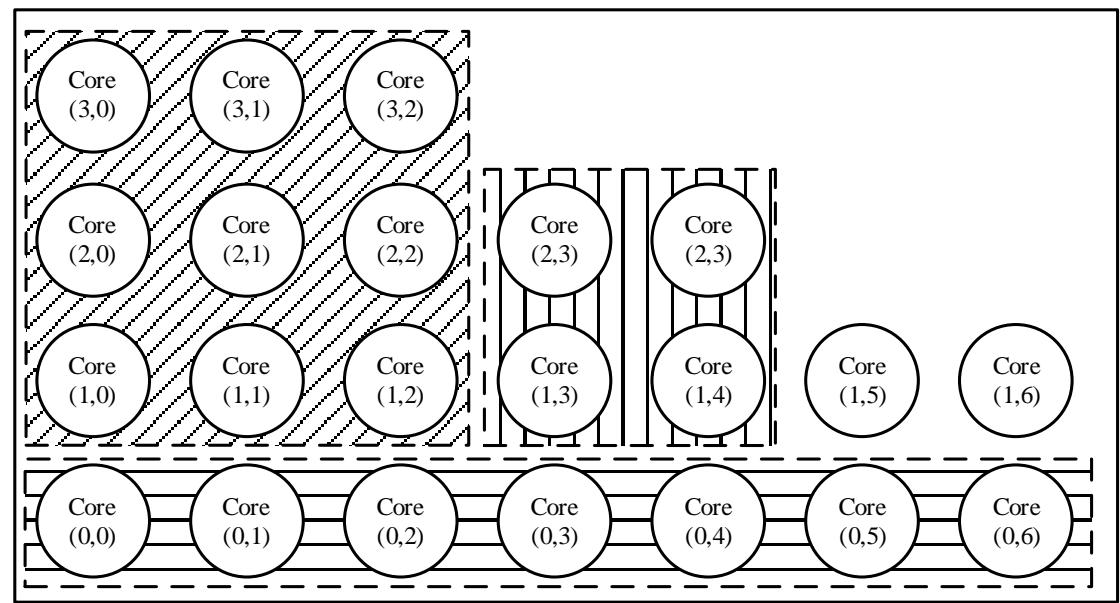 Core
(3,0)
Core
(3,1)
Core
(3,2)
Core
(2,0)
Core
(2,1)
Core
(2,2)
Core
(2,3)
Core
(2,3)
Core
(1,0)
Core
(1,1)
Core
(1,2)
Core
(1,3)
Core
(1,4)
Core
(1,5)
Core
(1,6)
Core
(0,0)
Core
(0,1)
Core
(0,2)
Core
(0,3)
Core
(0,4)
Core
(0,5)
Core
(0,6)